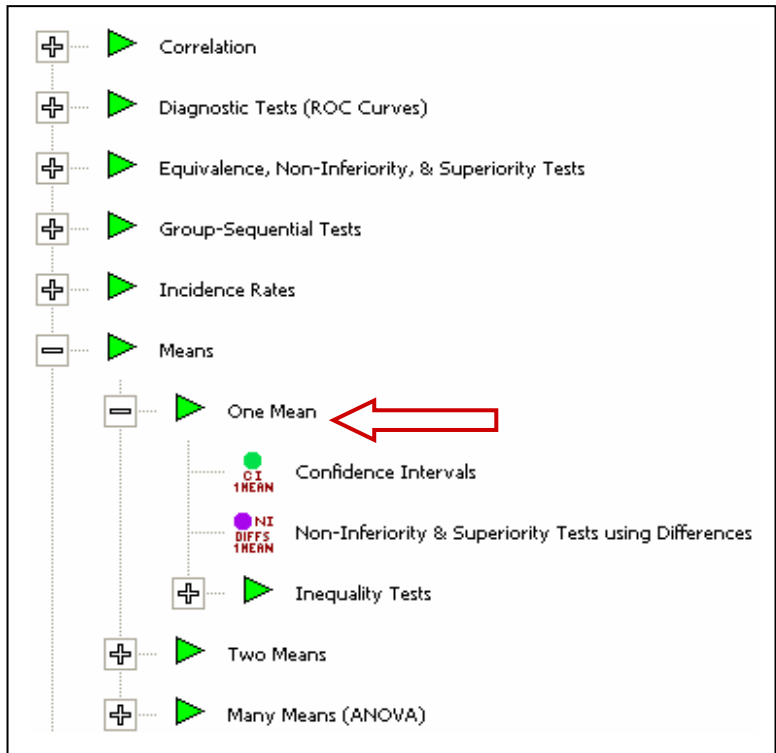 Correlation
Diagnostic Tests (ROC Curves)
Equivalence, Non-Inferiority, & Superiority Tests
Group-Sequential Tests
Incidence Rates
Means
One Mean
CI
1MEAN
Confidence Intervals
NI
DIFFS
1MEAN
Non-Inferiority & Superiority Tests using Differences
Inequality Tests
Two Means
Many Means (ANOVA)